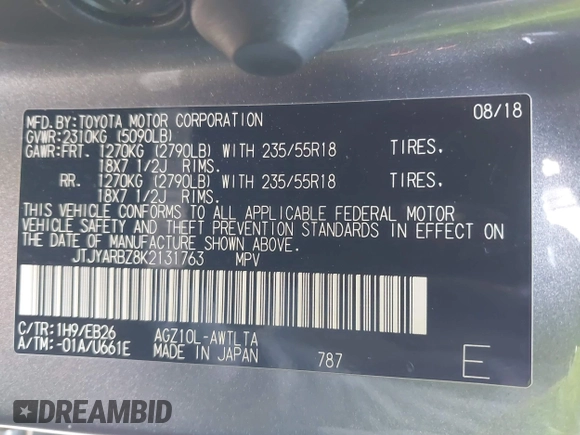 MFD.BY:TOYOTA MOTOR CORPORATION 08/18
GVWR:2310KG (5090LB)
GAWR:FRT. 1270KG (2790LB) WITH 235/55R18 TIRES,
18X7 1/2J RIMS.
RR. 1270KG (2790LB) WITH 235/55R18 TIRES,
18X7 1/2J RIMS.
THIS VEHICLE CONFORMS TO ALL APPLICABLE FEDERAL MOTOR
VEHICLE SAFETY AND THEFT PREVENTION STANDARDS IN EFFECT ON
THE DATE OF MANUFACTURE SHOWN ABOVE.
JTJYARBZ8K2131763 MPV
C/TR:1H9/EB26 AGZ10L-AWTLTA
A/TM:-01A/U661E MADE IN JAPAN 787 E
DREAMBID